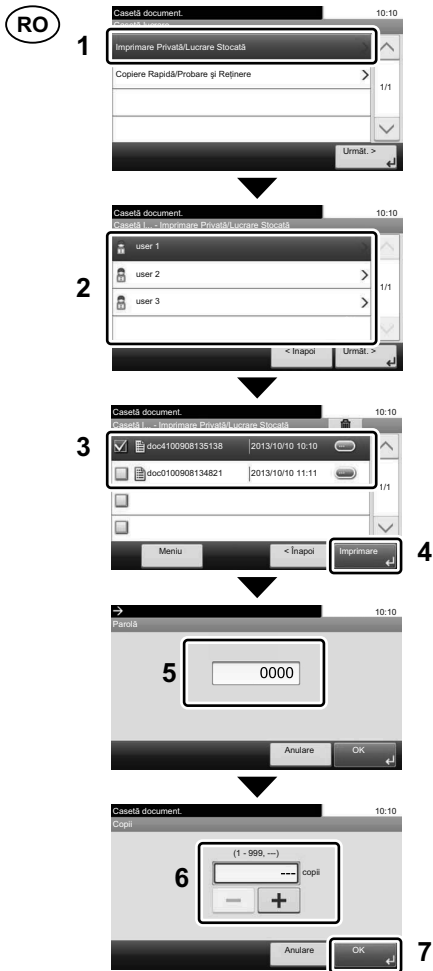 RO
1
Casetă document. 10:10
Casetă lucrare
Imprimare Privată/Lucrare Stocată
Copiere Rapidă/Probare şi Reţinere
1/1
Următ. >
2
Casetă document. 10:10
Casetă l... - Imprimare Privată/Lucrare Stocată
user 1
user 2
user 3
1/1
< Inapoi Următ. >
3
Casetă document. 10:10
Casetă l... - Imprimare Privată/Lucrare Stocată
doc4100908135138 2013/10/10 10:10
doc0100908134821 2013/10/10 11:11
1/1
Meniu < Înapoi Imprimare 4
10:10
Parolă
5 0000
Anulare OK
Casetă document. 10:10
Copii
(1 - 999, ---)
6 --- copii
Anulare OK 7